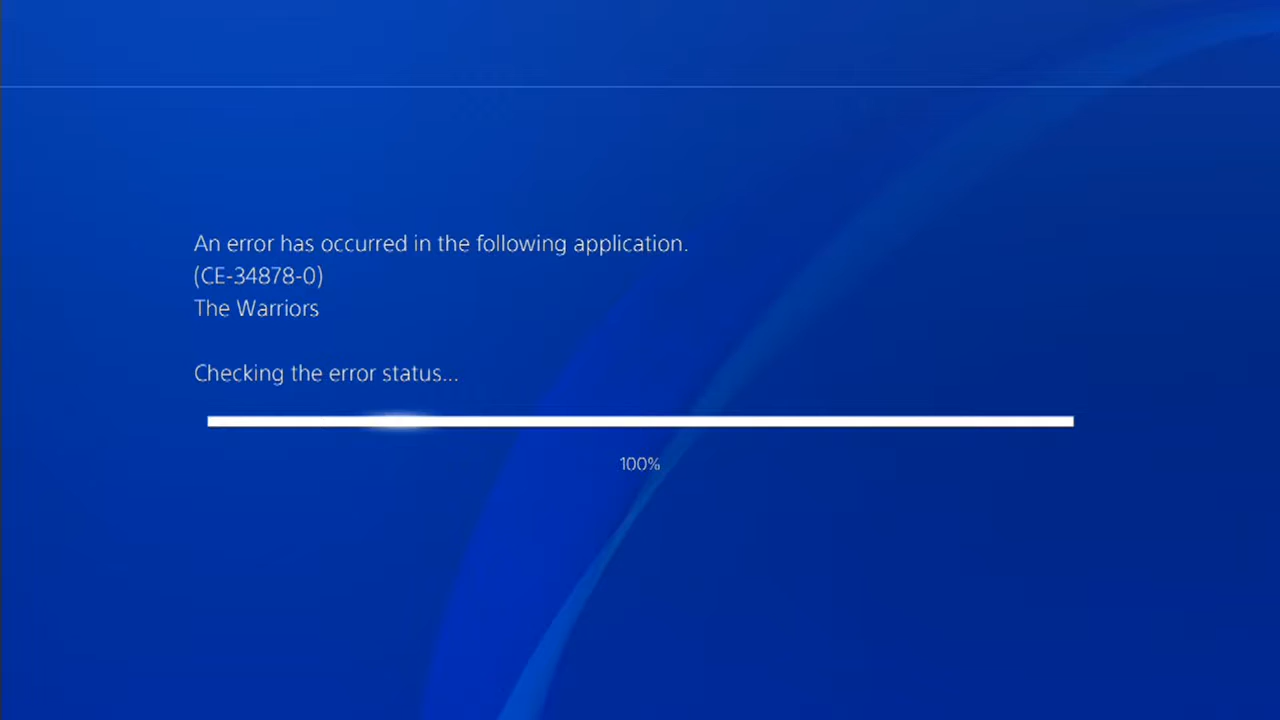 An error has occurred in the following application.
(CE-34878-0)
The Warriors
Checking the error status...
100%